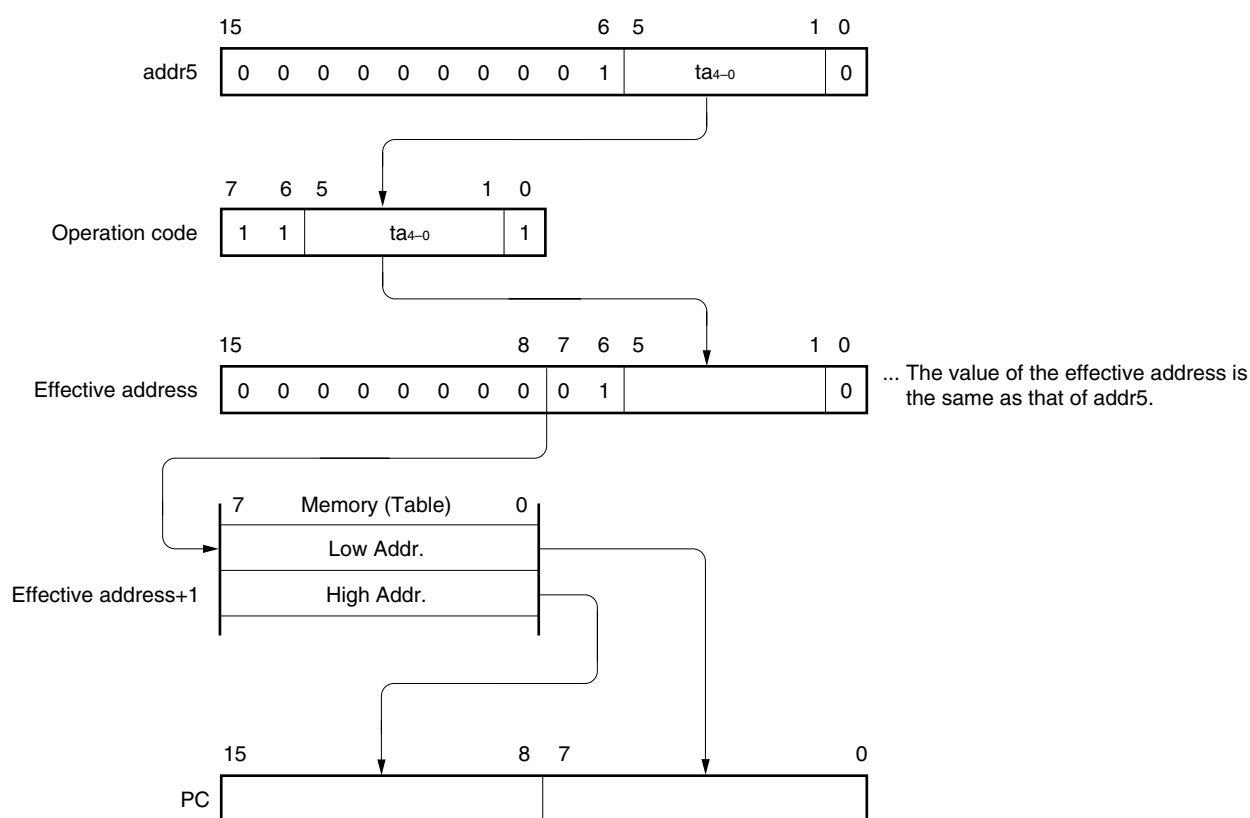 15 6 5 1 0
addr5 0 0 0 0 0 0 0 0 0 1 ta4–0 0
7 6 5 1 0
Operation code 1 1 ta4–0 1
15 8 7 6 5 1 0
Effective address 0 0 0 0 0 0 0 0 0 1 0
... The value of the effective address is
the same as that of addr5.
7 Memory (Table) 0
Low Addr.
Effective address+1 High Addr.
15 8 7 0
PC